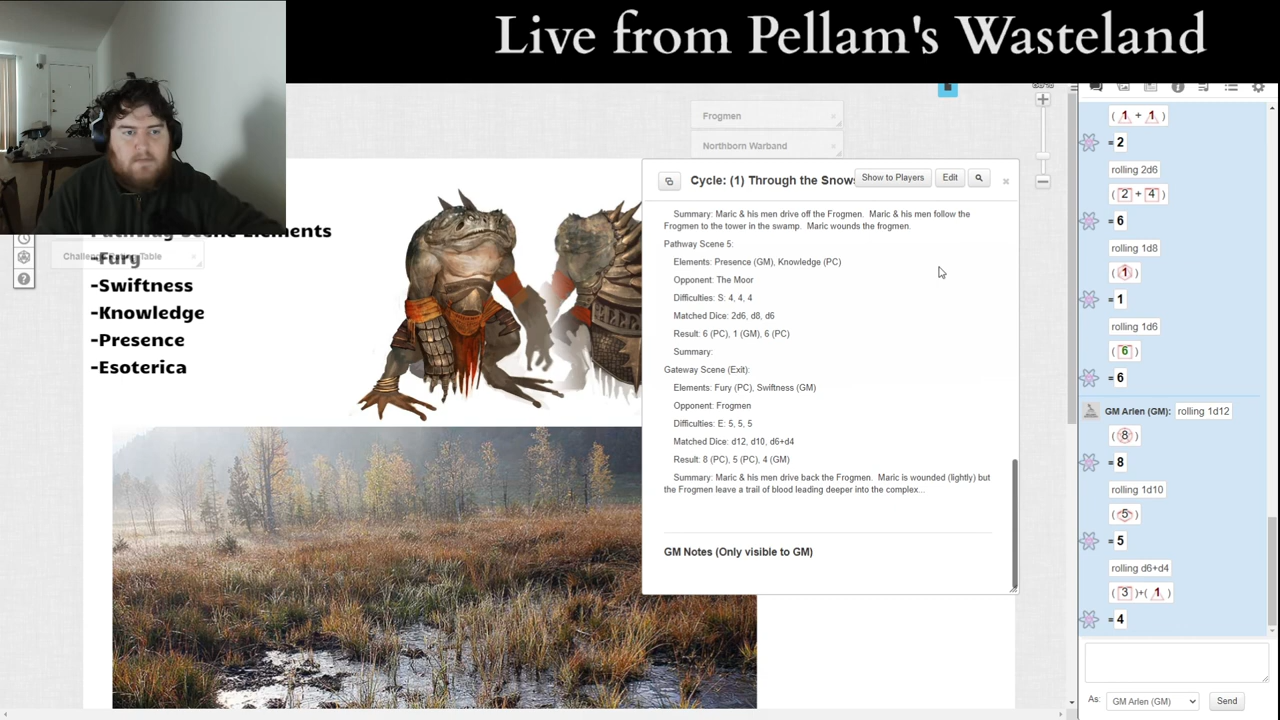 Live from Pellam's Wasteland
Frogmen
Northborn Warband
Cycle: (1) Through the Snows
Show to Players
Edit
Summary: Maric & his men drive off the Frogmen. Maric & his men follow the
Frogmen to the tower in the swamp. Maric wounds the frogmen.
Pathway Scene 5:
Elements: Presence (GM), Knowledge (PC)
Opponent: The Moor
Difficulties: S: 4, 4, 4
Matched Dice: 2d6, d8, d6
Result: 6 (PC), 1 (GM), 6 (PC)
Summary:
Gateway Scene (Exit):
Elements: Fury (PC), Swiftness (GM)
Opponent: Frogmen
Difficulties: E: 5, 5, 5
Matched Dice: d12, d10, d6+d4
Result: 8 (PC), 5 (PC), 4 (GM)
Summary: Maric & his men drive back the Frogmen. Maric is wounded (lightly) but
the Frogmen leave a trail of blood leading deeper into the complex...
GM Notes (Only visible to GM)
Pathway Scene Elements
-Fury
-Swiftness
-Knowledge
-Presence
-Esoterica
(1 + 1)
= 2
rolling 2d6
(2 + 4)
= 6
rolling 1d8
(1)
= 1
rolling 1d6
(6)
= 6
GM Arlen (GM): rolling 1d12
(8)
= 8
rolling 1d10
(5)
= 5
rolling d6+d4
(3)+(1)
= 4
As: GM Arlen (GM) Send